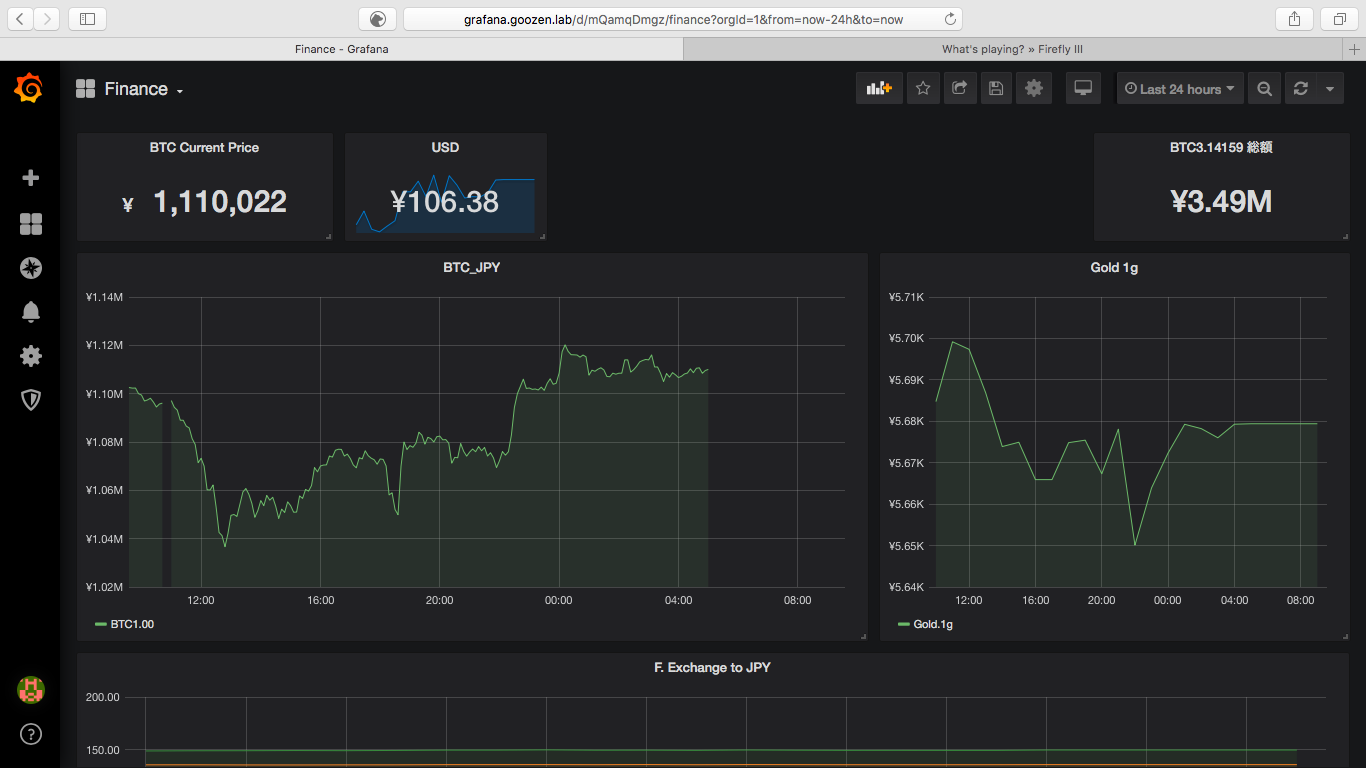 grafana.goozen.lab/d/mQamqDmgz/finance?orgId=1&from=now-24h&to=now
Finance - Grafana
What's playing? » Firefly III
Finance
Last 24 hours
BTC Current Price
¥ 1,110,022
USD
¥106.38
BTC3.14159 総額
¥3.49M
BTC_JPY
¥1.14M
¥1.12M
¥1.10M
¥1.08M
¥1.06M
¥1.04M
¥1.02M
12:00 16:00 20:00 00:00 04:00 08:00
BTC1.00
Gold 1g
¥5.71K
¥5.70K
¥5.69K
¥5.68K
¥5.67K
¥5.66K
¥5.65K
¥5.64K
12:00 16:00 20:00 00:00 04:00 08:00
Gold.1g
F. Exchange to JPY
200.00
150.00